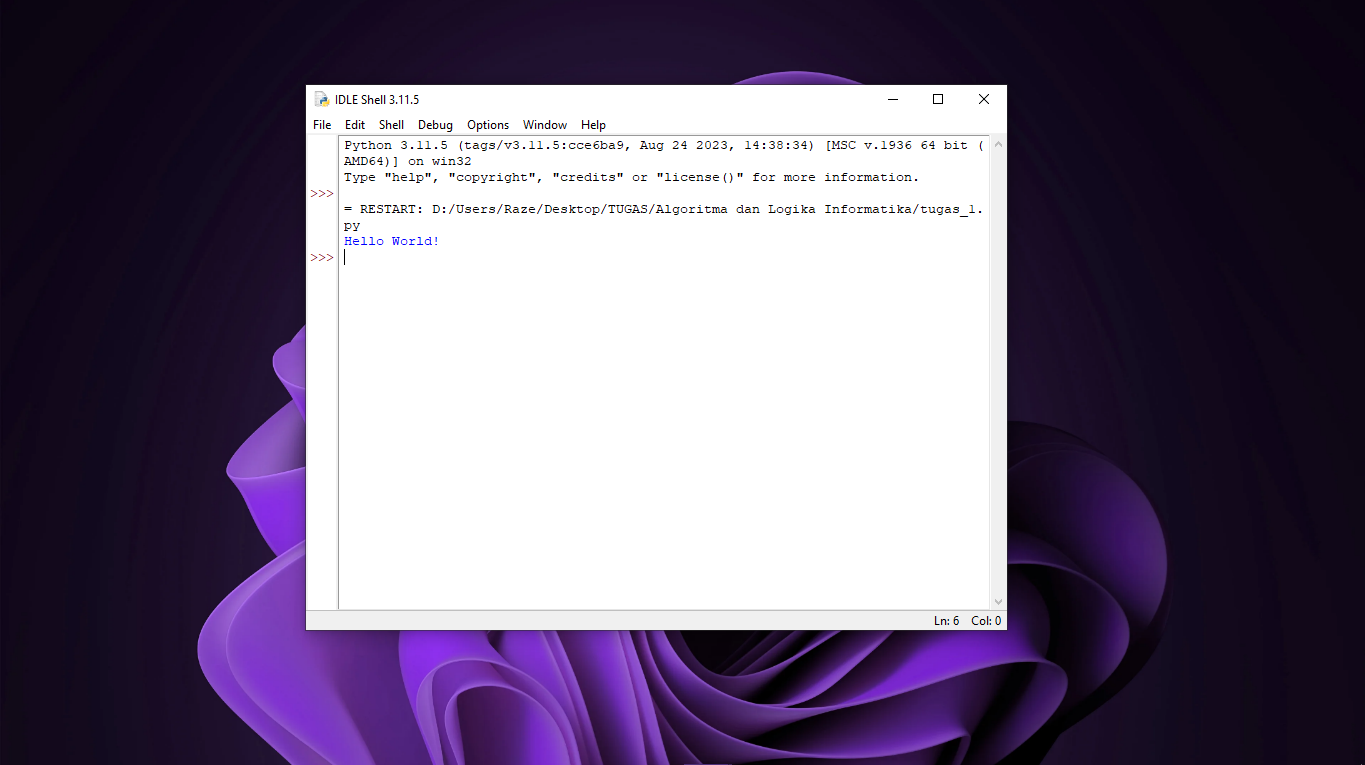 IDLE Shell 3.11.5
File Edit Shell Debug Options Window Help
Python 3.11.5 (tags/v3.11.5:cce6ba9, Aug 24 2023, 14:38:34) [MSC v.1936 64 bit (
AMD64)] on win32
Type "help", "copyright", "credits" or "license()" for more information.
>>>
= RESTART: D:/Users/Raze/Desktop/TUGAS/Algoritma dan Logika Informatika/tugas_1.
py
Hello World!
>>>
Ln: 6 Col: 0